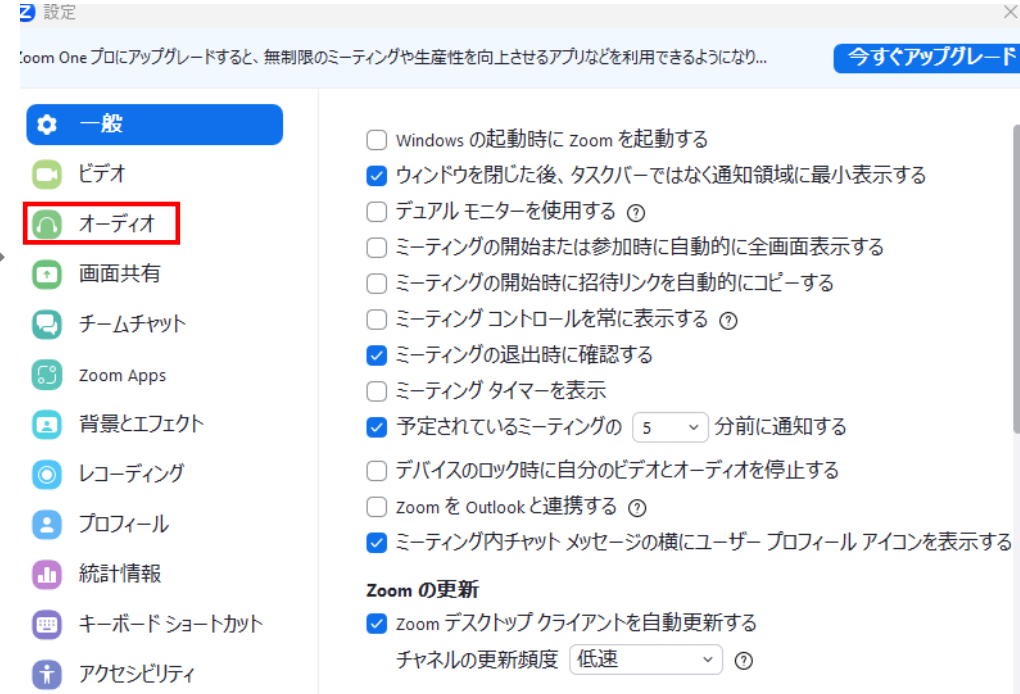 設定
Zoom One プロにアップグレードすると、無制限のミーティングや生産性を向上させるアプリなどを利用できるようになり...
今すぐアップグレード
一般
ビデオ
オーディオ
画面共有
チームチャット
Zoom Apps
背景とエフェクト
レコーディング
プロフィール
統計情報
キーボード ショートカット
アクセシビリティ
Windows の起動時に Zoom を起動する
ウィンドウを閉じた後、タスクバーではなく通知領域に最小表示する
デュアル モニターを使用する ?
ミーティングの開始または参加時に自動的に全画面表示する
ミーティングの開始時に招待リンクを自動的にコピーする
ミーティング コントロールを常に表示する ?
ミーティングの退出時に確認する
ミーティング タイマーを表示
予定されているミーティングの 5 分前に通知する
デバイスのロック時に自分のビデオとオーディオを停止する
Zoom を Outlook と連携する ?
ミーティング内チャット メッセージの横にユーザー プロフィール アイコンを表示する
Zoom の更新
Zoom デスクトップ クライアントを自動更新する
チャネルの更新頻度 低速 ?